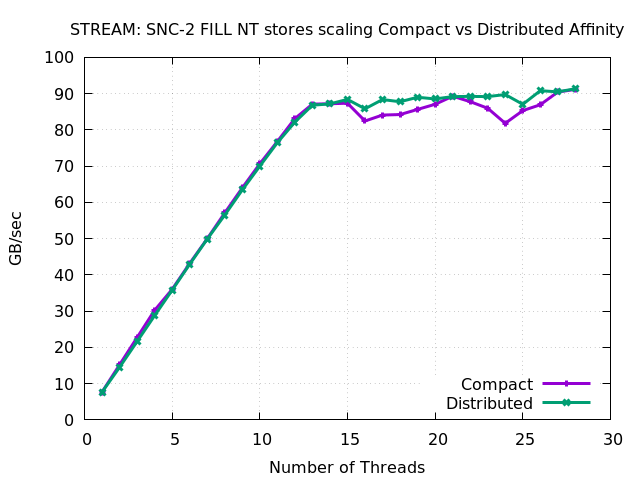 STREAM: SNC-2 FILL NT stores scaling Compact vs Distributed Affinity
100
90
80
70
60
50
40
30
20
10
0
GB/sec
Compact
Distributed
0 5 10 15 20 25 30
Number of Threads